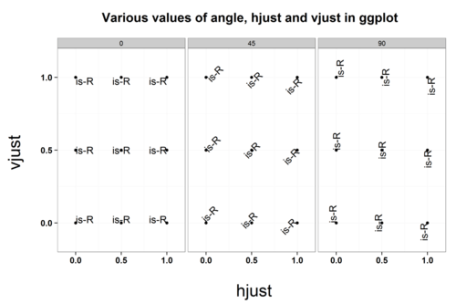 Various values of angle, hjust and vjust in ggplot
0 45 90
1.0 is-R is-R is-R is-R is-R is-R is-R is-R is-R
vjust
0.5 is-R is-R is-R is-R is-R is-R is-R is-R is-R
0.0 is-R is-R is-R is-R is-R is-R is-R is-R is-R
0.0 0.5 1.0 0.0 0.5 1.0 0.0 0.5 1.0
hjust